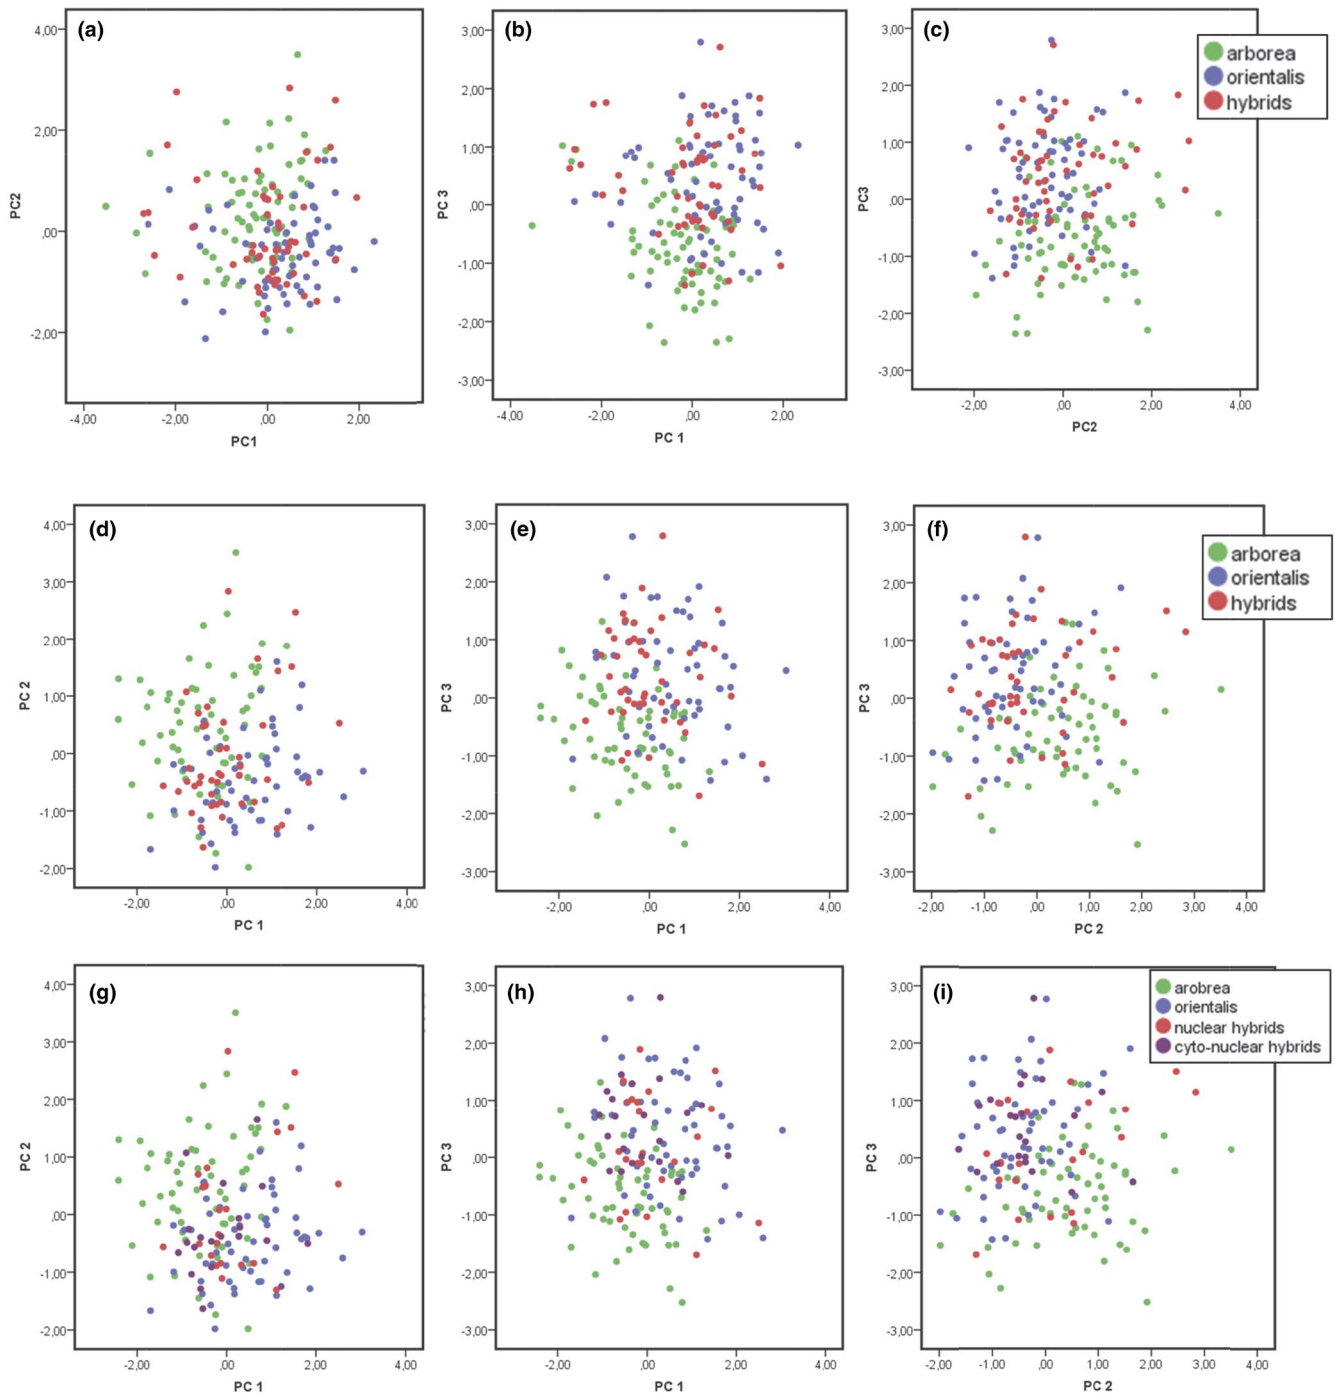 (a)
4,00
2,00
,00
-2,00
PC2
-4,00 -2,00 ,00 2,00
PC1
(b)
3,00
2,00
1,00
,00
-1,00
-2,00
-3,00
PC 3
-4,00 -2,00 ,00 2,00
PC 1
(c)
3,00
2,00
1,00
,00
-1,00
-2,00
-3,00
PC3
-2,00 ,00 2,00 4,00
PC2
arborea
orientalis
hybrids
(d)
4,00
3,00
2,00
1,00
,00
-1,00
-2,00
PC 2
-2,00 ,00 2,00 4,00
PC 1
(e)
3,00
2,00
1,00
,00
-1,00
-2,00
-3,00
PC 3
-2,00 ,00 2,00 4,00
PC 1
(f)
3,00
2,00
1,00
,00
-1,00
-2,00
-3,00
PC 3
-2,00 -1,00 ,00 1,00 2,00 3,00 4,00
PC 2
arborea
orientalis
hybrids
(g)
4,00
3,00
2,00
1,00
,00
-1,00
-2,00
PC 2
-2,00 ,00 2,00 4,00
PC 1
(h)
3,00
2,00
1,00
,00
-1,00
-2,00
-3,00
PC 3
-2,00 ,00 2,00 4,00
PC 1
(i)
3,00
2,00
1,00
,00
-1,00
-2,00
-3,00
PC 3
-2,00 -1,00 ,00 1,00 2,00 3,00 4,00
PC 2
arobrea
orientalis
nuclear hybrids
cyto-nuclear hybrids